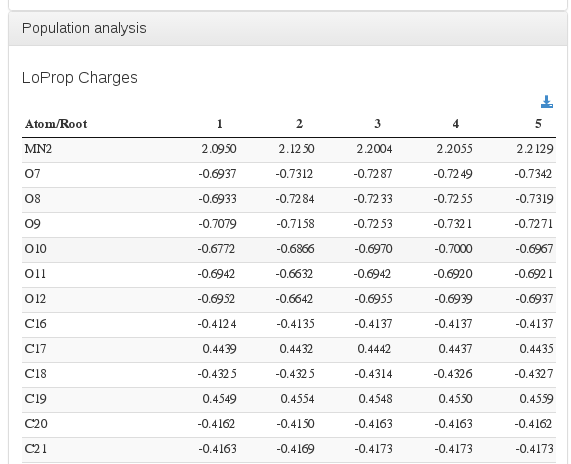 Population analysis
LoProp Charges
Atom/Root 1 2 3 4 5
MN2 2.0950 2.1250 2.2004 2.2055 2.2129
O7 -0.6937 -0.7312 -0.7287 -0.7249 -0.7342
O8 -0.6933 -0.7284 -0.7233 -0.7255 -0.7319
O9 -0.7079 -0.7158 -0.7253 -0.7321 -0.7271
O10 -0.6772 -0.6866 -0.6970 -0.7000 -0.6967
O11 -0.6942 -0.6632 -0.6942 -0.6920 -0.6921
O12 -0.6952 -0.6642 -0.6955 -0.6939 -0.6937
C16 -0.4124 -0.4135 -0.4137 -0.4137 -0.4137
C17 0.4439 0.4432 0.4442 0.4437 0.4435
C18 -0.4325 -0.4325 -0.4314 -0.4326 -0.4327
C19 0.4549 0.4554 0.4548 0.4550 0.4559
C20 -0.4162 -0.4150 -0.4163 -0.4163 -0.4162
C21 -0.4163 -0.4169 -0.4173 -0.4173 -0.4173